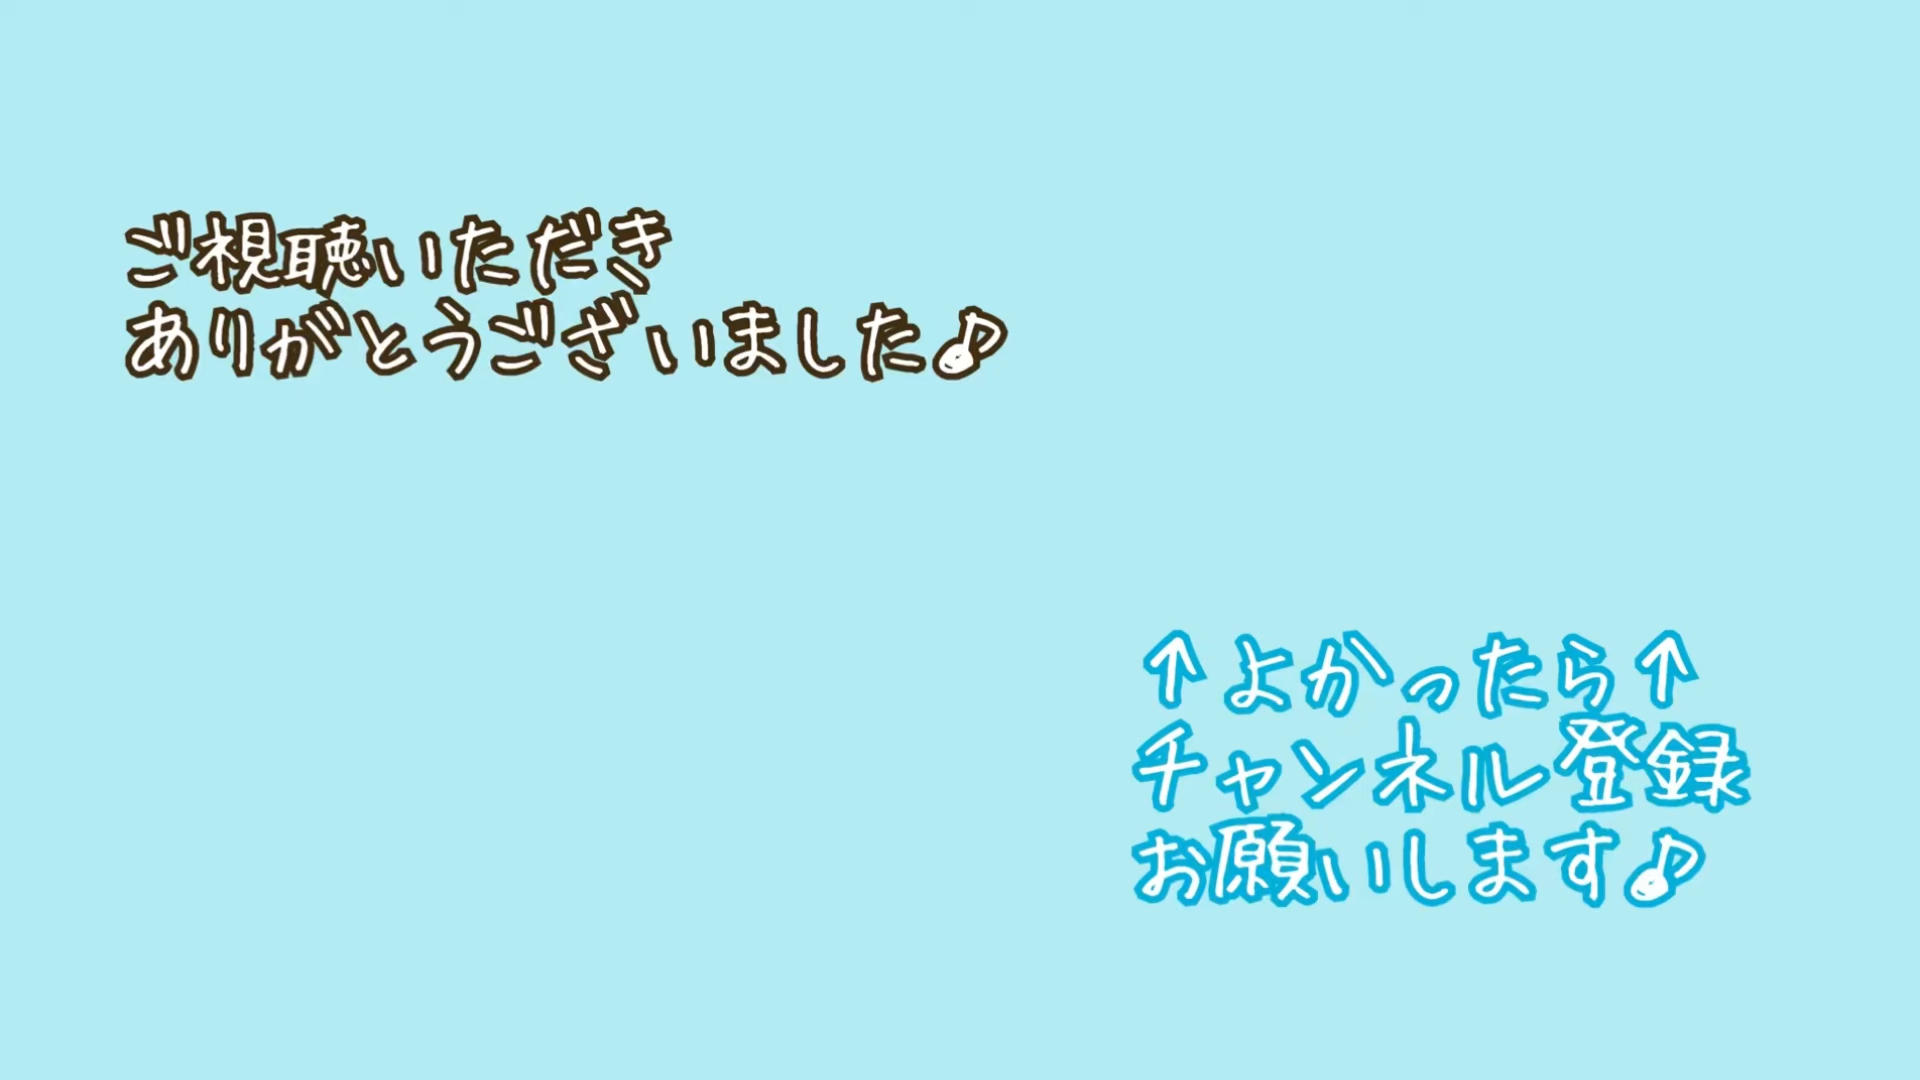 ご視聴いただき
ありがとうございました♪
↑よかったら↑
チャンネル登録
お願いします♪